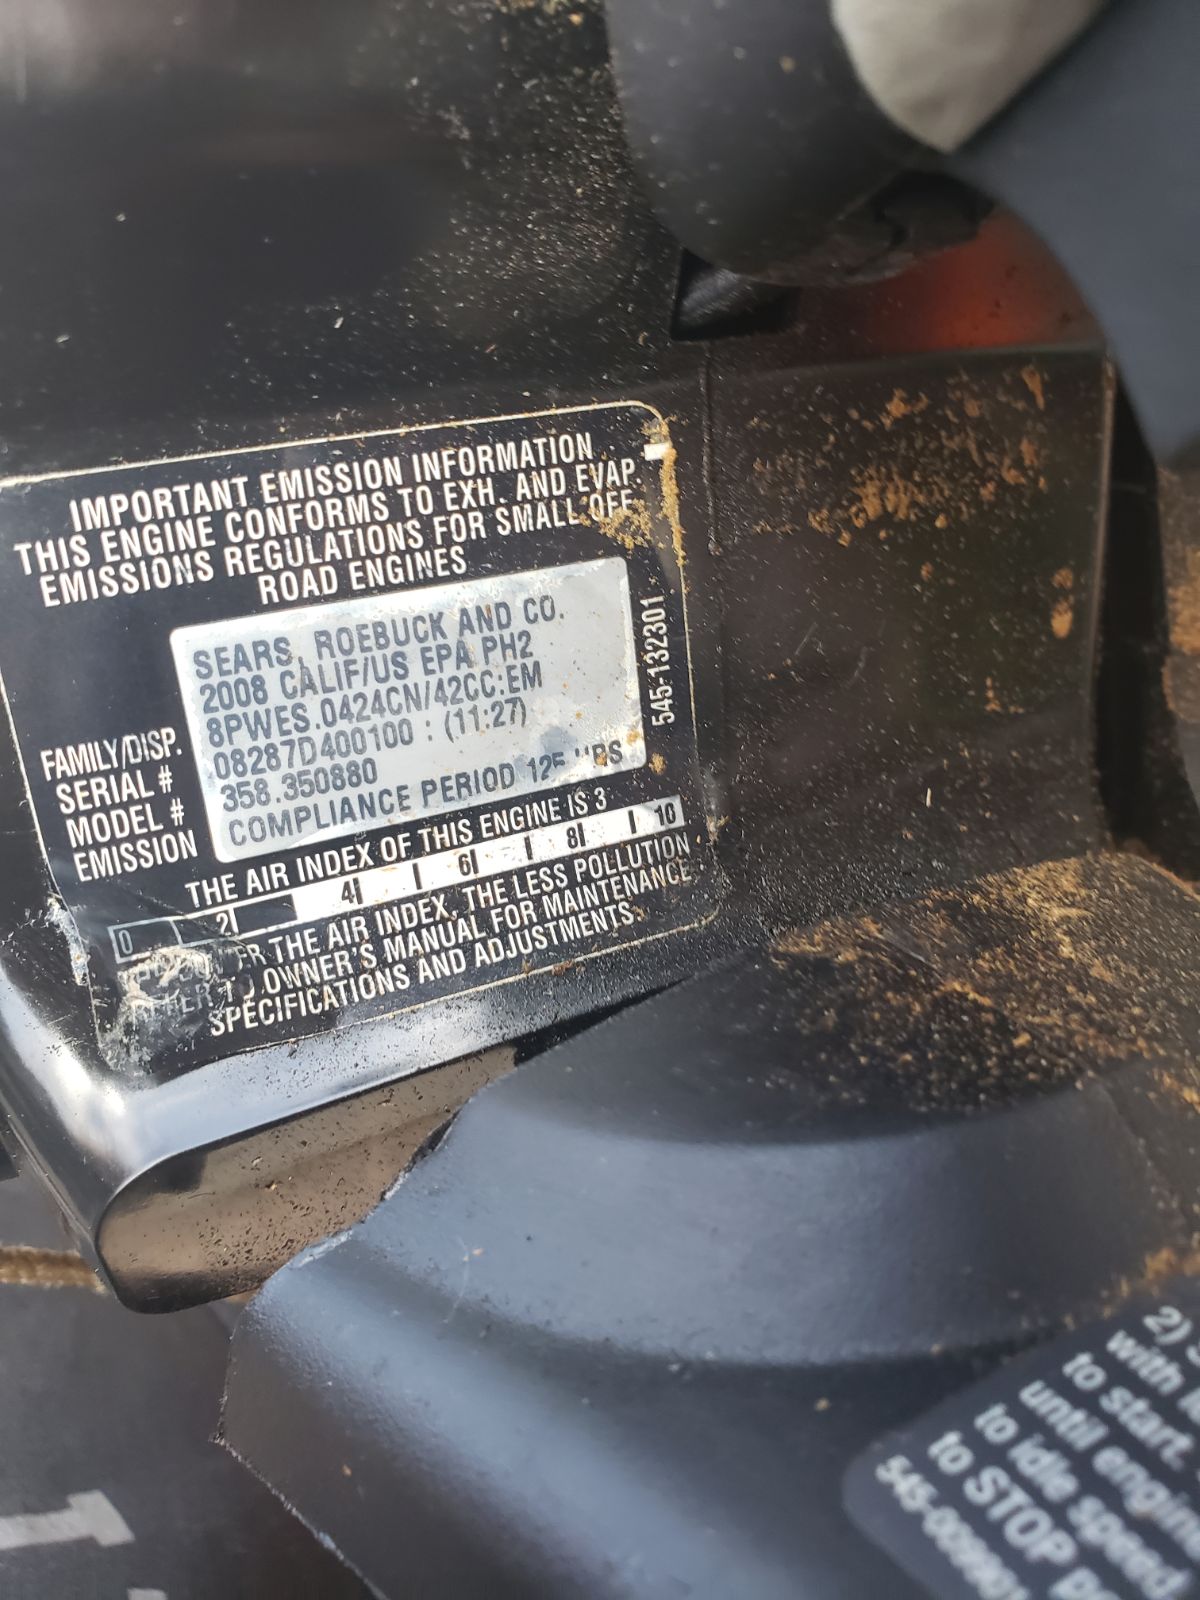 IMPORTANT EMISSION INFORMATION
THIS ENGINE CONFORMS TO EXH. AND EVAP.
EMISSIONS REGULATIONS FOR SMALL OFF
ROAD ENGINES
SEARS, ROEBUCK AND CO.
2008 CALIF/US EPA PH2
FAMILY/DISP. 8PWES.0424CN/42CC:EM
SERIAL # 08287D400100 : (11:27)
MODEL # 358.350880
EMISSION COMPLIANCE PERIOD 125 HRS
545-132301
THE AIR INDEX OF THIS ENGINE IS 3
0 2 4 6 8 10
THE AIR INDEX, THE LESS POLLUTION
REFER TO OWNER'S MANUAL FOR MAINTENANCE
SPECIFICATIONS AND ADJUSTMENTS.
2)
with
to start.
until engine
to idle speed.
to STOP